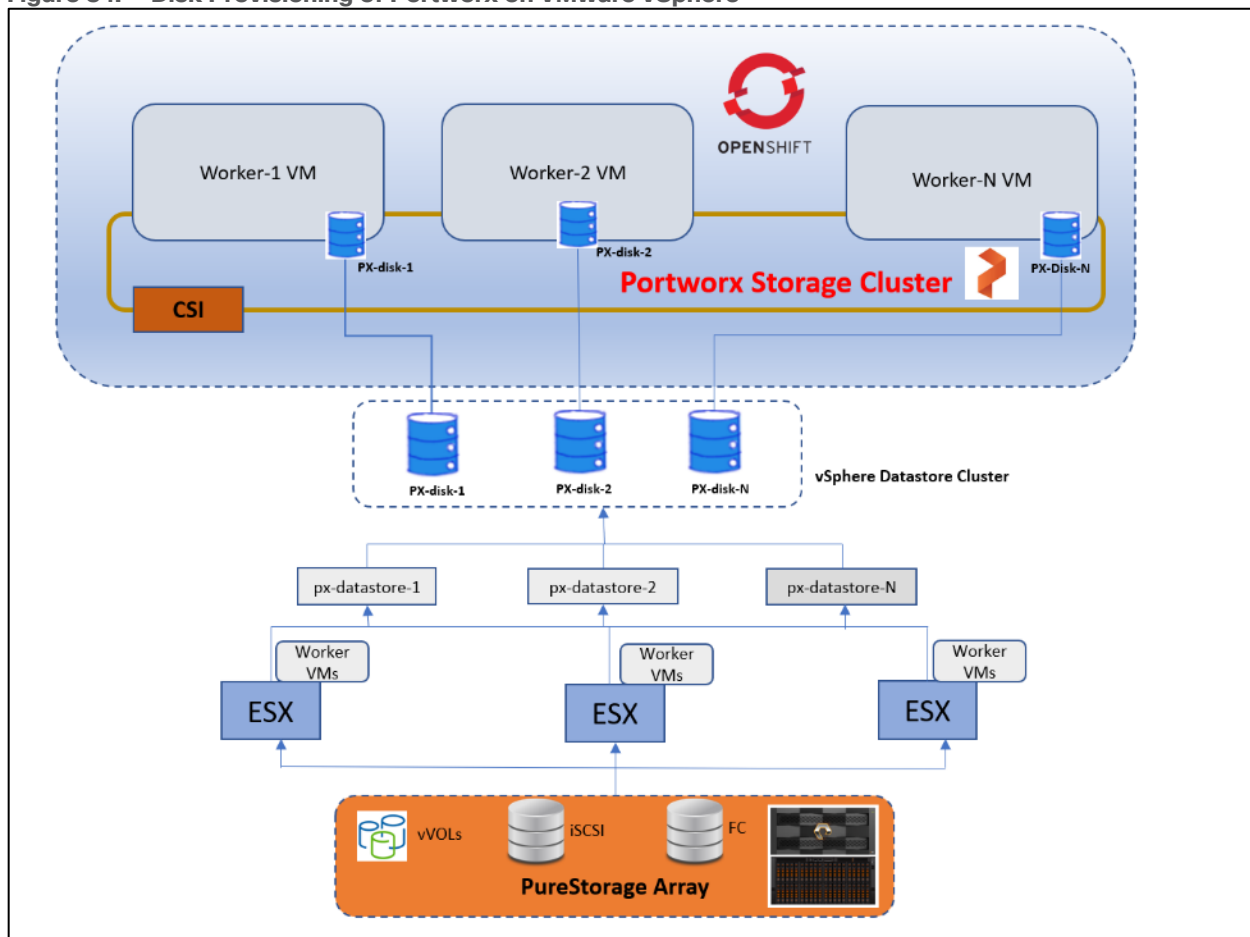 Worker-1 VM
Worker-2 VM
OPENSHIFT
Worker-N VM
PX-disk-1
PX-disk-2
PX-Disk-N
Portworx Storage Cluster
CSI
PX-disk-1
PX-disk-2
PX-disk-N
vSphere Datastore Cluster
px-datastore-1
px-datastore-2
px-datastore-N
Worker
VMs
Worker
VMs
Worker
VMs
ESX
ESX
ESX
vVOLs
iSCSI
FC
PureStorage Array